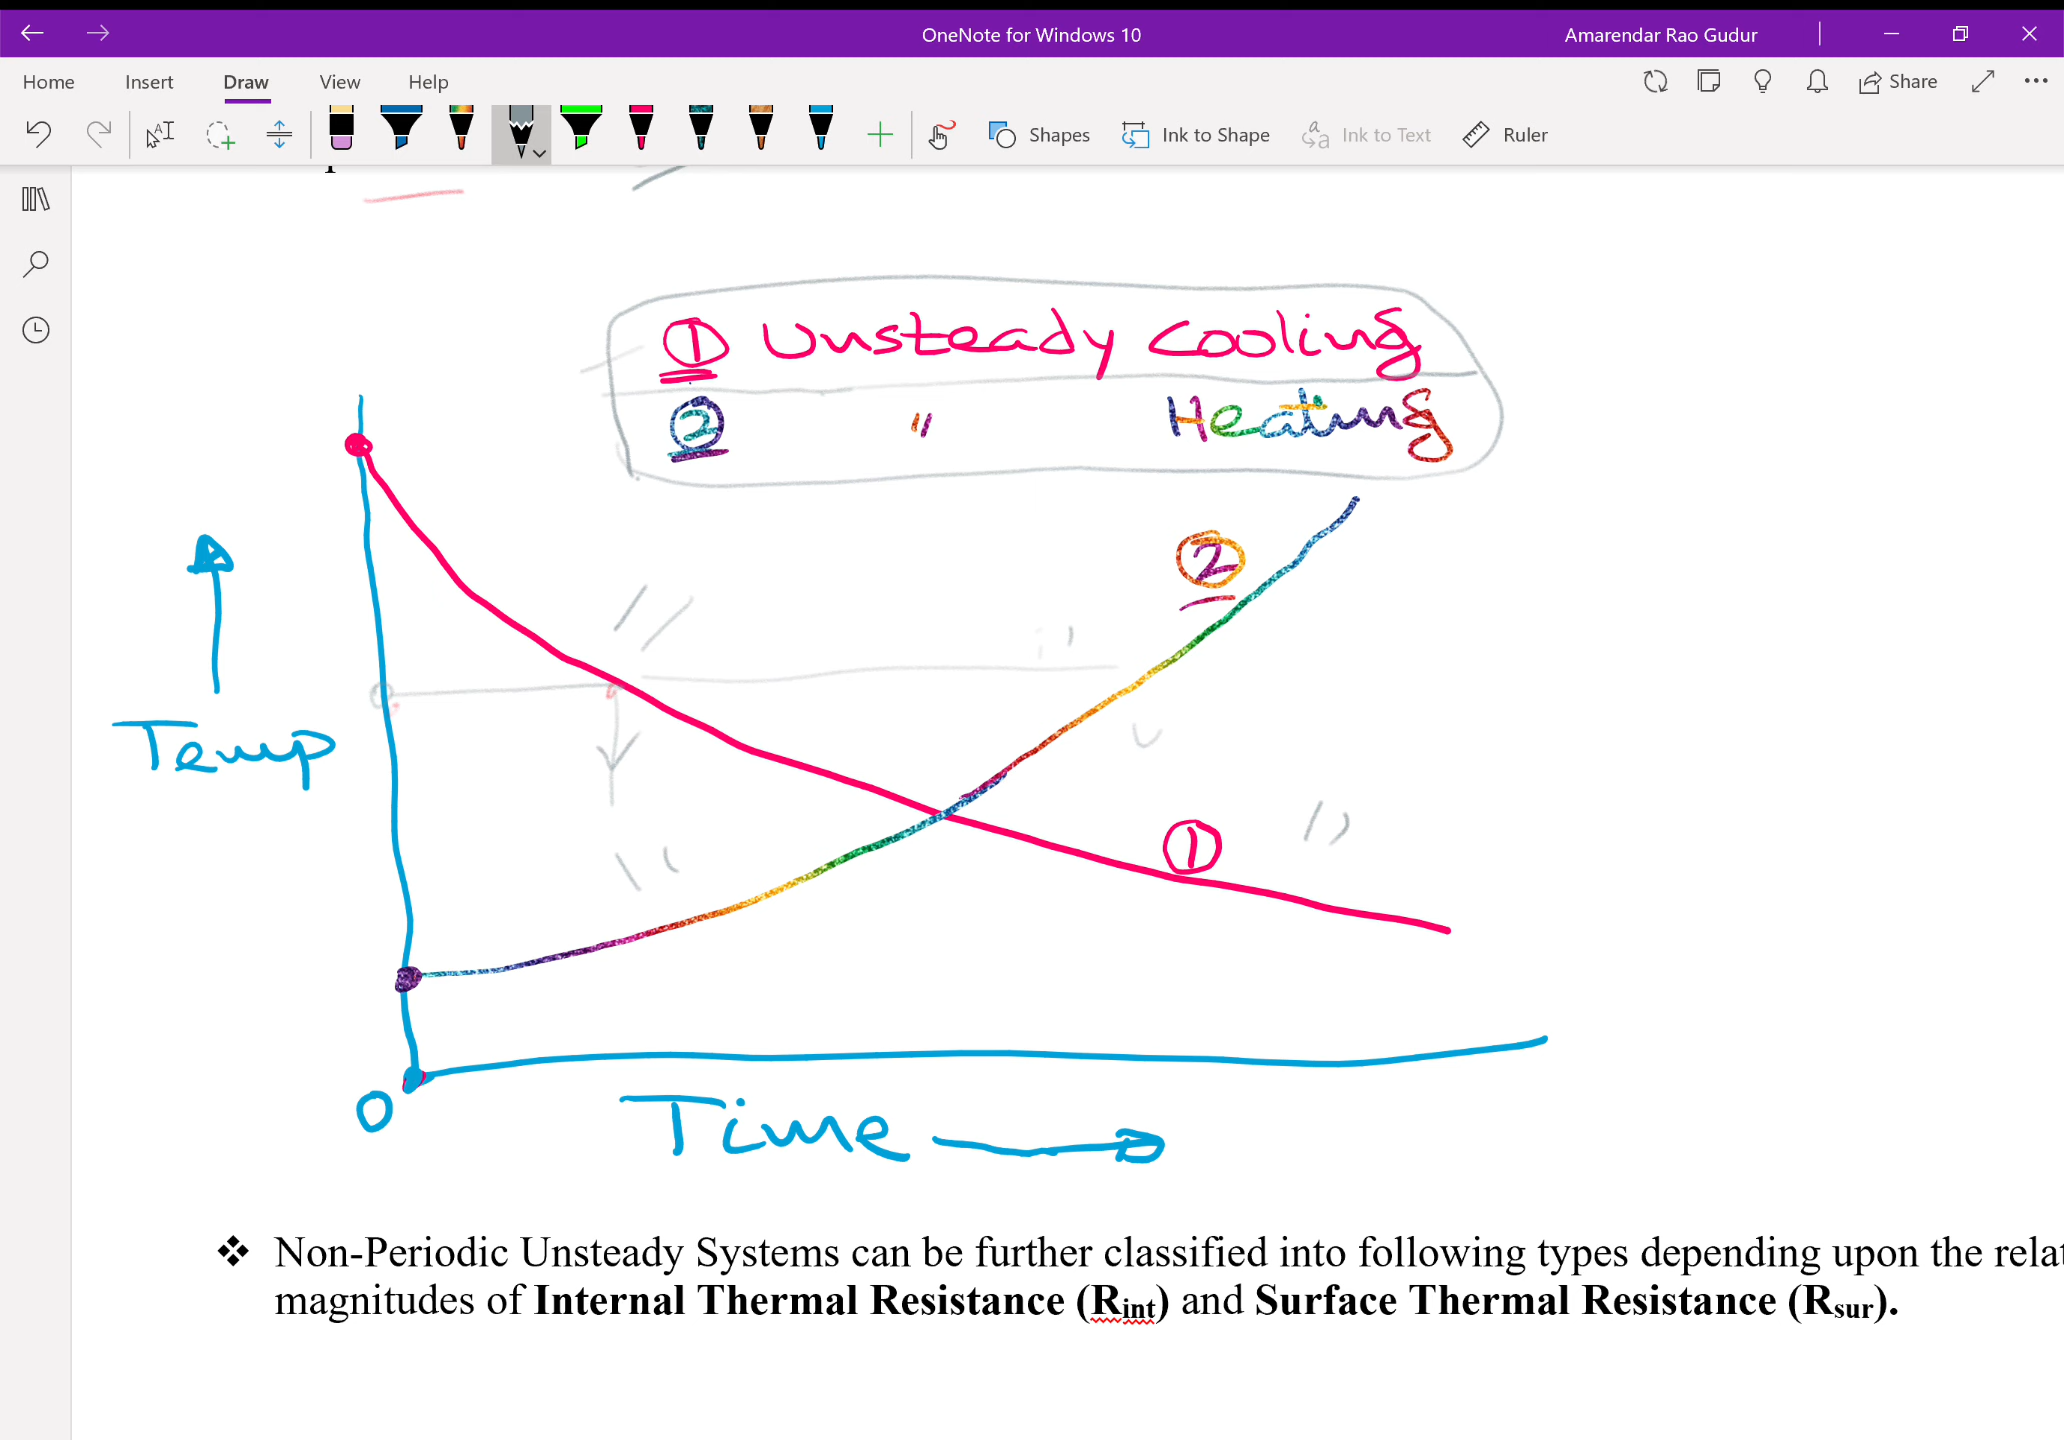 OneNote for Windows 10
Amarendar Rao Gudur
Home Insert Draw View Help
Share
Shapes Ink to Shape Ink to Text Ruler
① Unsteady Cooling
② " Heating
②
Temp
①
0
Time
❖ Non-Periodic Unsteady Systems can be further classified into following types depending upon the
magnitudes of Internal Thermal Resistance (Rint) and Surface Thermal Resistance (Rsur).